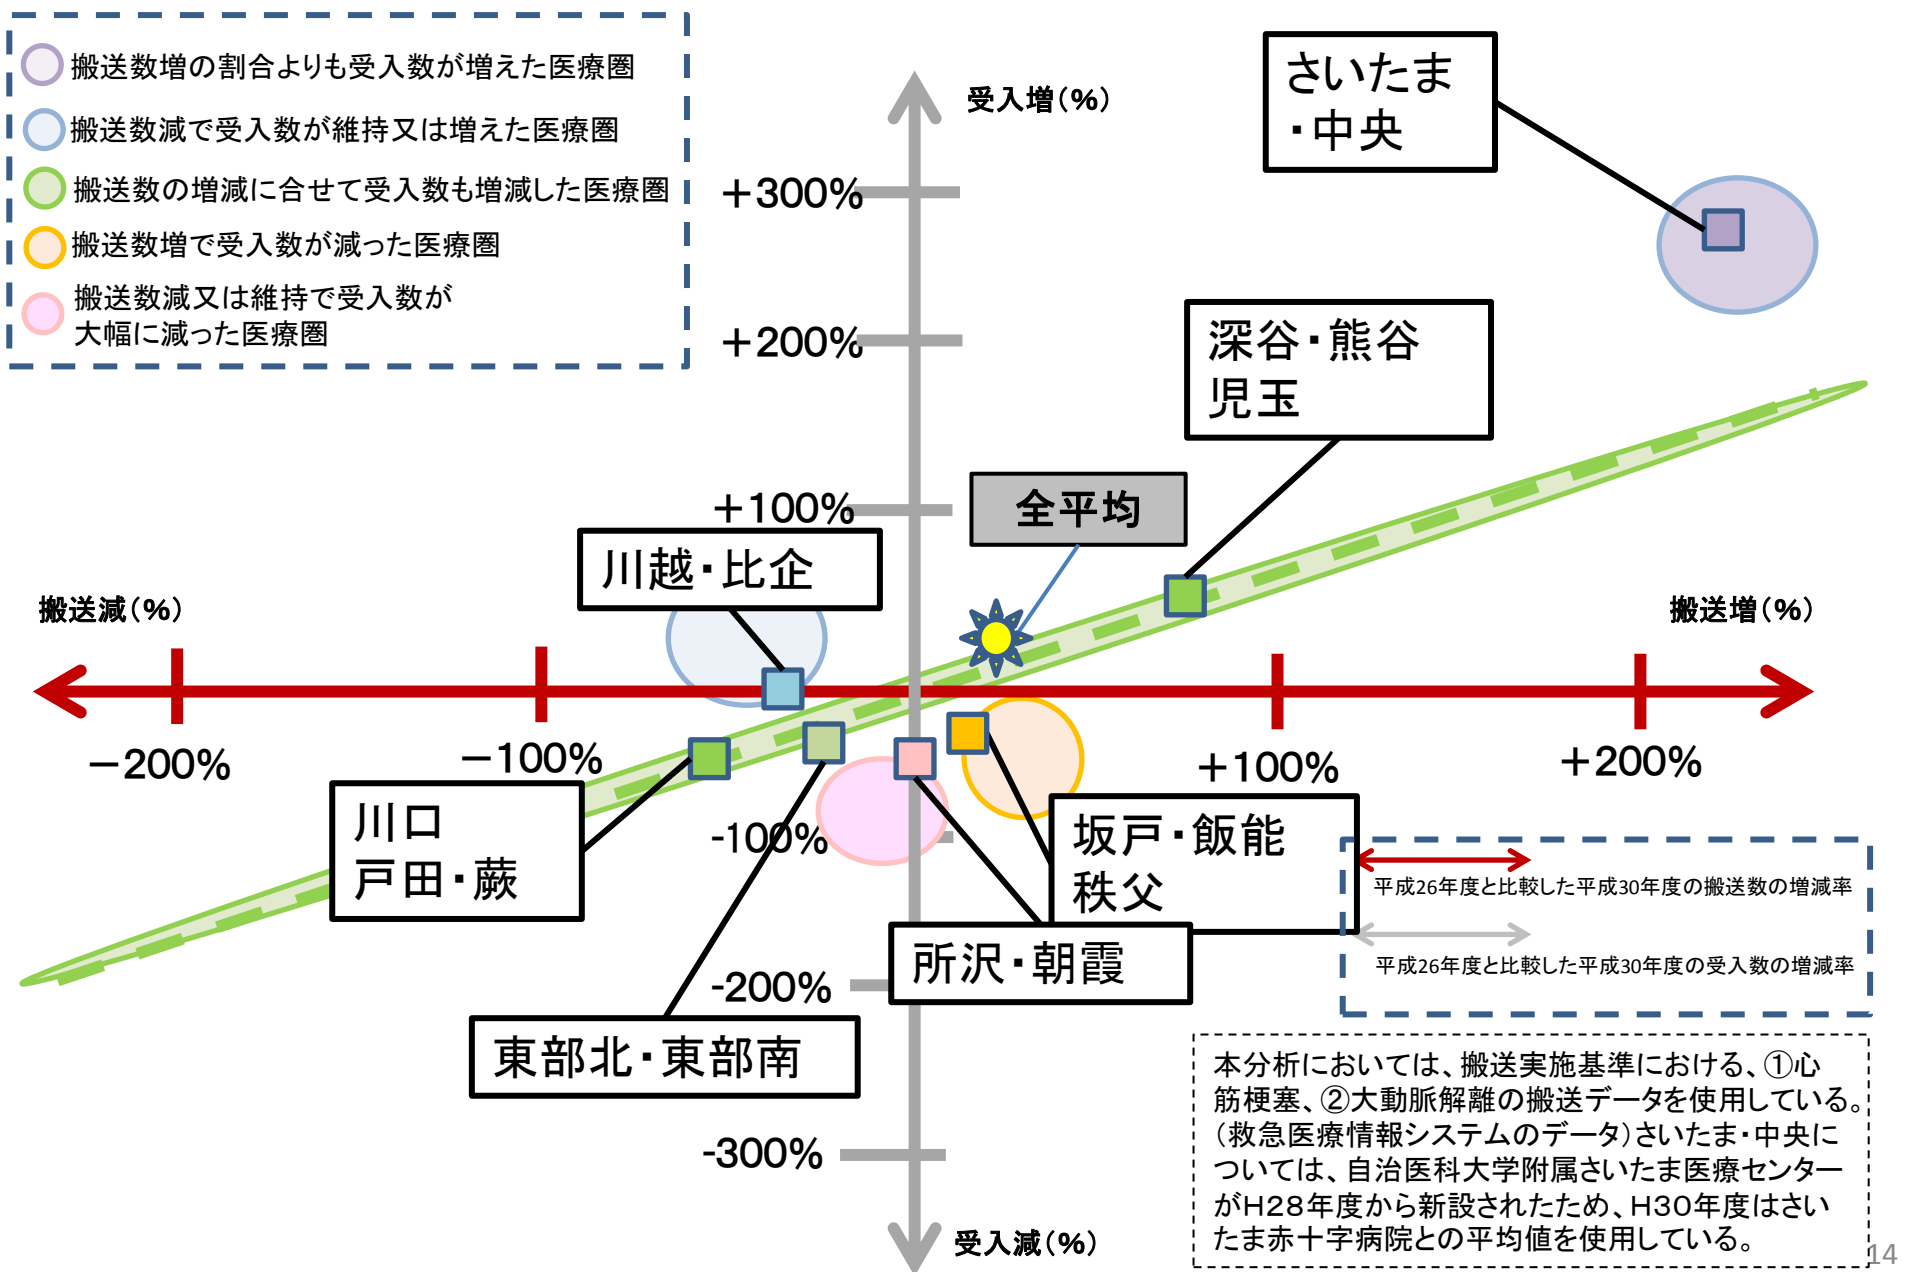 搬送数増の割合よりも受入数が増えた医療圏
搬送数減で受入数が維持又は増えた医療圏
搬送数の増減に合せて受入数も増減した医療圏
搬送数増で受入数が減った医療圏
搬送数減又は維持で受入数が
大幅に減った医療圏
受入増(%)
さいたま
・中央
+300%
+200%
深谷・熊谷
児玉
+100%
全平均
川越・比企
搬送減(%)
搬送増(%)
-200%
-100%
+100%
+200%
川口
戸田・蕨
-100%
坂戸・飯能
秩父
平成26年度と比較した平成30年度の搬送数の増減率
所沢・朝霞
平成26年度と比較した平成30年度の受入数の増減率
-200%
東部北・東部南
本分析においては、搬送実施基準における、①心
筋梗塞、②大動脈解離の搬送データを使用している。
(救急医療情報システムのデータ)さいたま・中央に
ついては、自治医科大学附属さいたま医療センター
がH28年度から新設されたため、H30年度はさい
たま赤十字病院との平均値を使用している。
-300%
受入減(%)
14